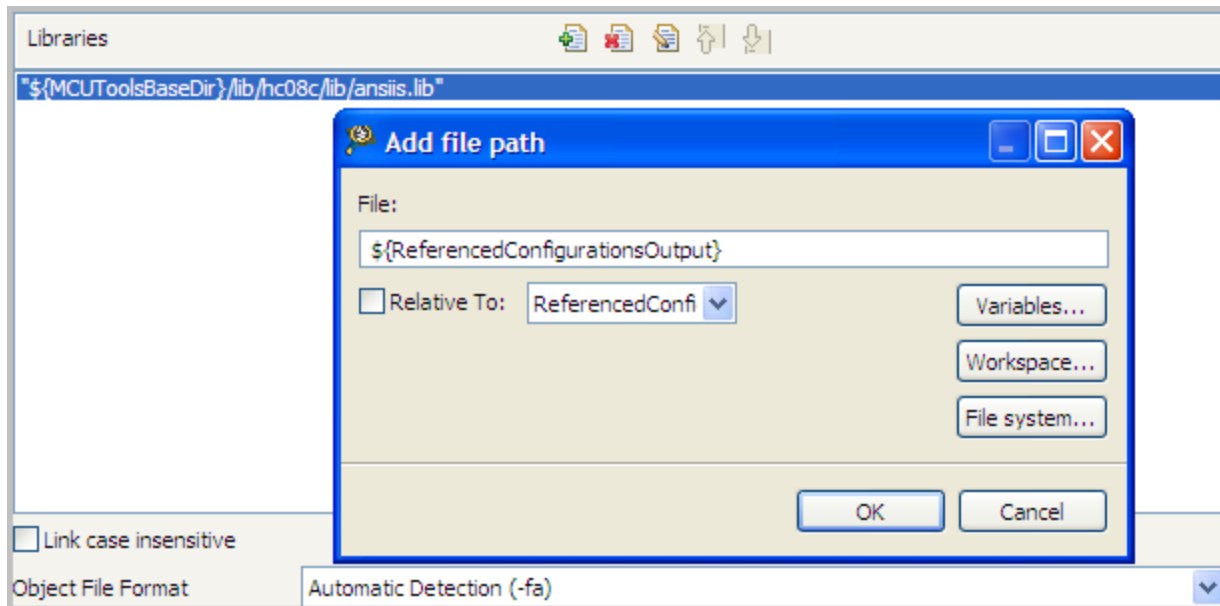 Libraries
"${MCUToolsBaseDir}/lib/hc08c/lib/ansiis.lib"
Add file path
File:
${ReferencedConfigurationsOutput}
Relative To:
ReferencedConfi
Variables...
Workspace...
File system...
OK
Cancel
Link case insensitive
Object File Format
Automatic Detection (-fa)